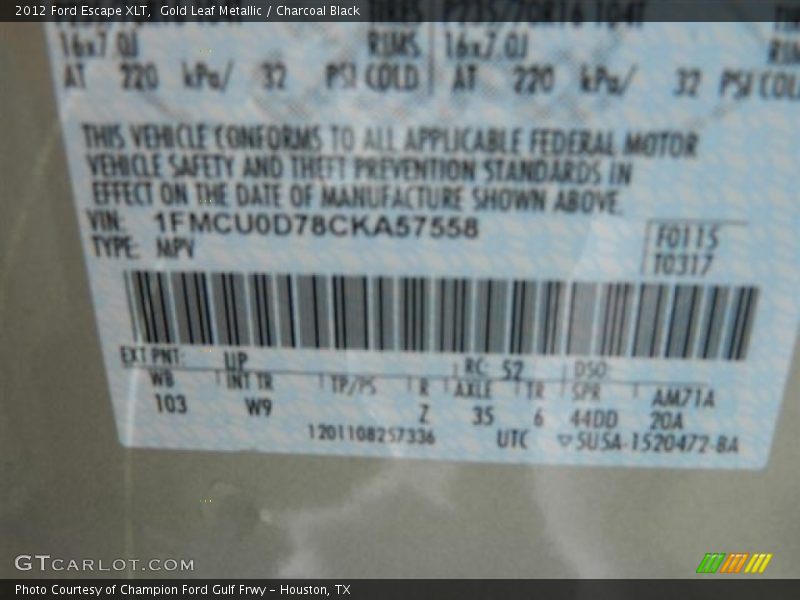 2012 Ford Escape XLT, Gold Leaf Metallic / Charcoal Black
16x7.0J RIMS 16x7.0J
AT 220 kPa/ 32 PSI COLD AT 220 kPa/ 32 PSI COL
THIS VEHICLE CONFORMS TO ALL APPLICABLE FEDERAL MOTOR
VEHICLE SAFETY AND THEFT PREVENTION STANDARDS IN
EFFECT ON THE DATE OF MANUFACTURE SHOWN ABOVE.
VIN: 1FMCU0D78CKA57558
F0115
TYPE: MPV
T0317
EXT PNT: UP RC: 52 DSO:
WB INT TR TP/PS R AXLE TR SPR AM71A
103 W9 Z 35 6 44DD 20A
1201108257336 UTC ▽5U5A-1520472-BA
GTCARLOT.COM
Photo Courtesy of Champion Ford Gulf Frwy – Houston, TX